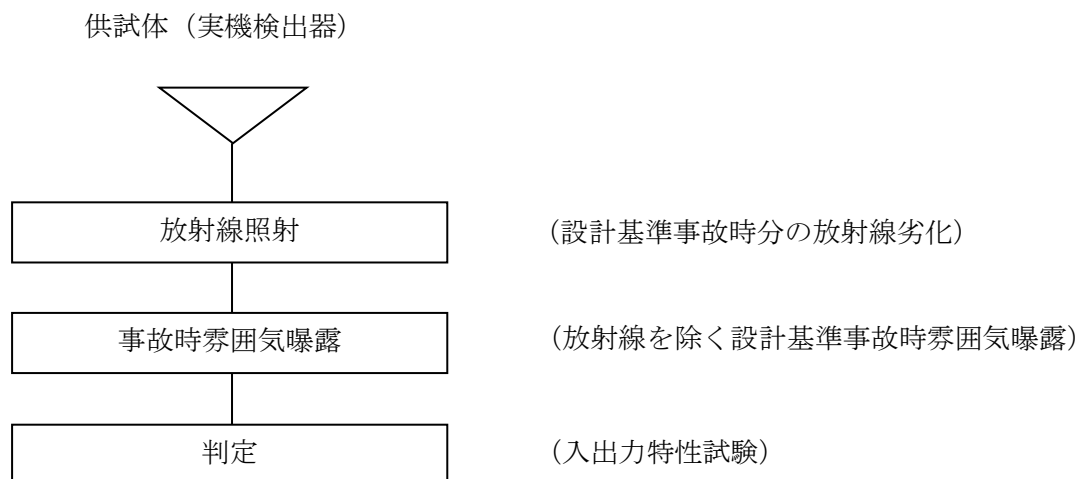 供試体（実機検出器）
放射線照射 （設計基準事故時分の放射線劣化）
事故時雰囲気曝露 （放射線を除く設計基準事故時雰囲気曝露）
判定 （入出力特性試験）